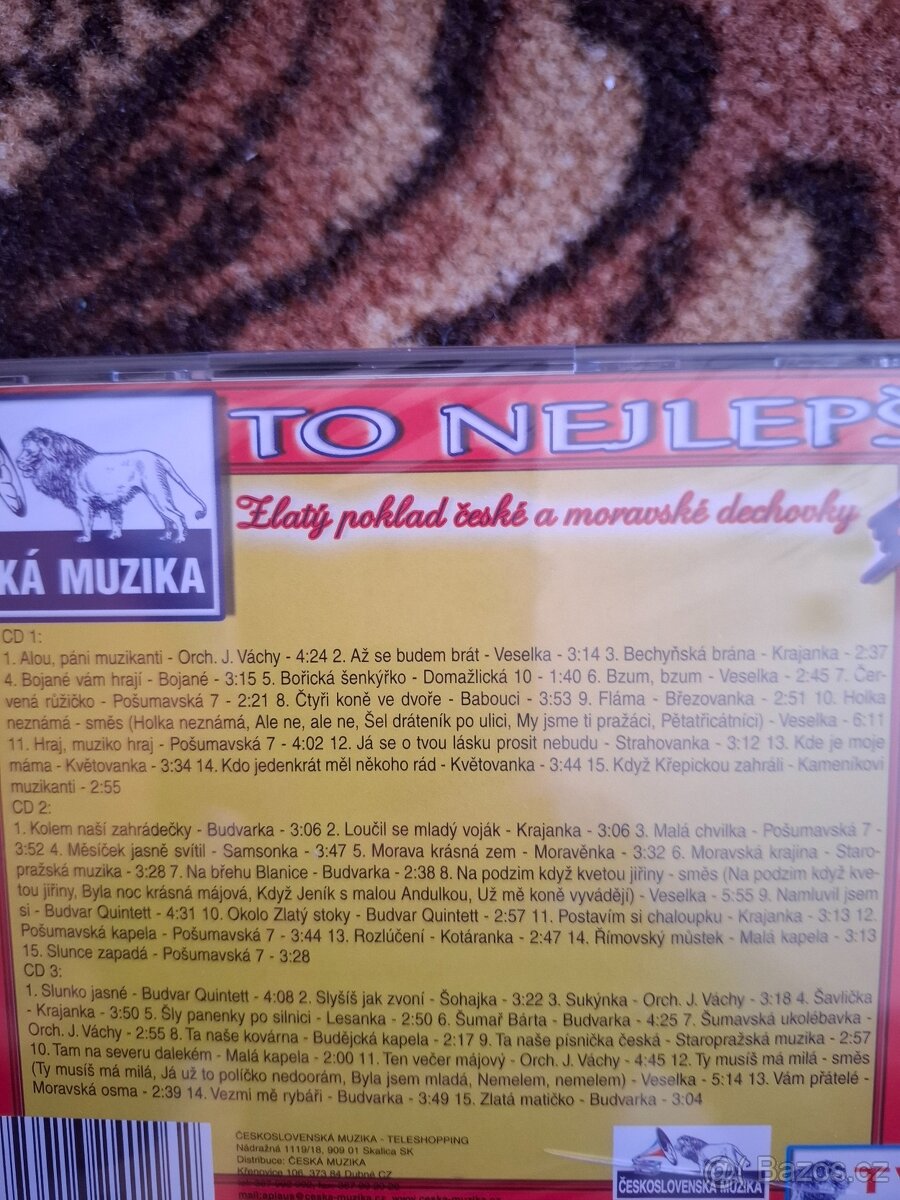 TO NEJLEPŠ
Zlatý poklad české a moravské dechovky
KÁ MUZIKA
CD 1:
1. Alou, páni muzikanti - Orch. J. Váchy - 4:24 2. Až se budem brát - Veselka - 3:14 3. Bechyňská brána - Krajanka - 2:37
4. Bojané vám hrají - Bojané - 3:15 5. Bořická šenkýřko - Domažlická 10 - 1:40 6. Bzum, bzum - Veselka - 2:45 7. Čer-
vená růžičko - Pošumavská 7 - 2:21 8. Čtyři koně ve dvoře - Babouci - 3:53 9. Fláma - Březovanka - 2:51 10. Holka
neznámá - směs (Holka neznámá, Ale ne, ale ne, Šel dráteník po ulici, My jsme ti pražáci, Pětatřicátníci) - Veselka - 6:11
11. Hraj, muziko hraj - Pošumavská 7 - 4:02 12. Já se o tvou lásku prosit nebudu - Strahovanka - 3:12 13. Kde je moje
máma - Květovanka - 3:34 14. Kdo jedenkrát měl někoho rád - Květovanka - 3:44 15. Když Křepickou zahráli - Kameníkovi
muzikanti - 2:55
CD 2:
1. Kolem naší zahrádečky - Budvarka - 3:06 2. Loučil se mladý voják - Krajanka - 3:06 3. Malá chvilka - Pošumavská 7 -
3:52 4. Měsíček jasně svítil - Samsonka - 3:47 5. Morava krásná zem - Moravěnka - 3:32 6. Moravská krajina - Staro-
pražská muzika - 3:28 7. Na břehu Blanice - Budvarka - 2:38 8. Na podzim když kvetou jiřiny - směs (Na podzim když kve-
tou jiřiny, Byla noc krásná májová, Když Jeník s malou Andulkou, Už mě koně vyvádějí) - Veselka - 5:55 9. Namluvil jsem
si - Budvar Quintett - 4:31 10. Okolo Zlatý stoky - Budvar Quintett - 2:57 11. Postavím si chaloupku - Krajanka - 3:13 12.
Pošumavská kapela - Pošumavská 7 - 3:44 13. Rozlúčení - Kotáranka - 2:47 14. Římovský můstek - Malá kapela - 3:13
15. Slunce zapadá - Pošumavská 7 - 3:28
CD 3:
1. Slunko jasné - Budvar Quintett - 4:08 2. Slyšíš jak zvoní - Šohajka - 3:22 3. Sukýnka - Orch. J. Váchy - 3:18 4. Šavlička
- Krajanka - 3:50 5. Šly panenky po silnici - Lesanka - 2:50 6. Šumař Bárta - Budvarka - 4:25 7. Šumavská ukolébavka -
Orch. J. Váchy - 2:55 8. Ta naše kovárna - Budějcká kapela - 2:17 9. Ta naše písnička česká - Staropražská muzika - 2:57
10. Tam na severu dalekém - Malá kapela - 2:00 11. Ten večer májový - Orch. J. Váchy - 4:45 12. Ty musíš má milá - směs
(Ty musíš má milá, Já už to políčko nedoorám, Byla jsem mladá, Nemelem, nemelem) - Veselka - 5:14 13. Vám přátelé -
Moravská osma - 2:39 14. Vezmi mě rybáři - Budvarka - 3:49 15. Zlatá matičko - Budvarka - 3:04
ČESKOSLOVENSKÁ MUZIKA - TELESHOPPING
Nádražná 1119/18, 909 01 Skalica SK
Distribuce: ČESKÁ MUZIKA
Křenovice 106, 373 84 Dubné CZ
ČESKOSLOVENSKÁ MUZIKA
T
Bazos.cz